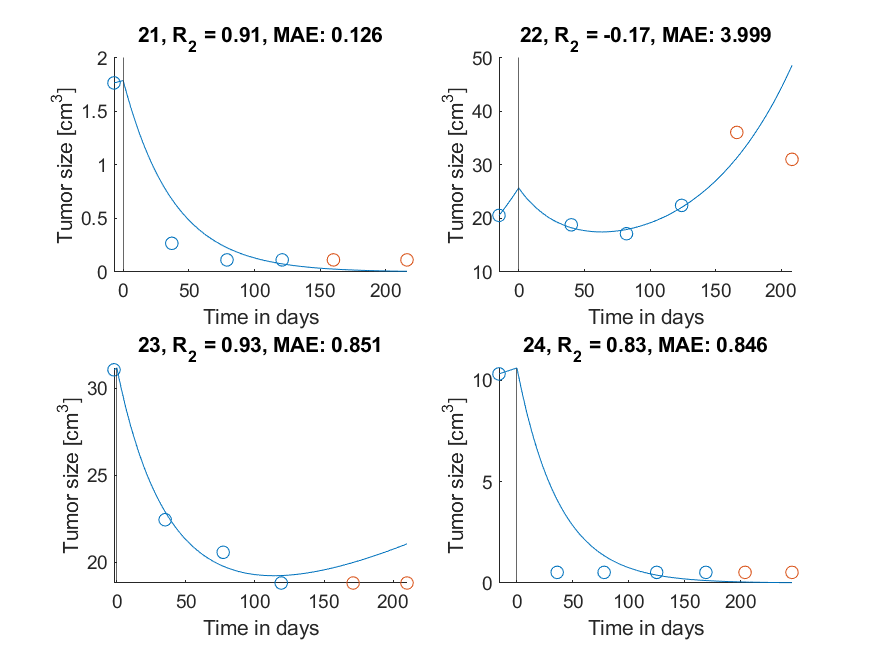 21, R2 = 0.91, MAE: 0.126
22, R2 = -0.17, MAE: 3.999
2
1.5
1
0.5
0
Tumor size [cm3]
0 50 100 150 200
Time in days
50
40
30
20
10
Tumor size [cm3]
0 50 100 150 200
Time in days
23, R2 = 0.93, MAE: 0.851
24, R2 = 0.83, MAE: 0.846
30
25
20
Tumor size [cm3]
0 50 100 150 200
Time in days
10
5
0
Tumor size [cm3]
0 50 100 150 200
Time in days